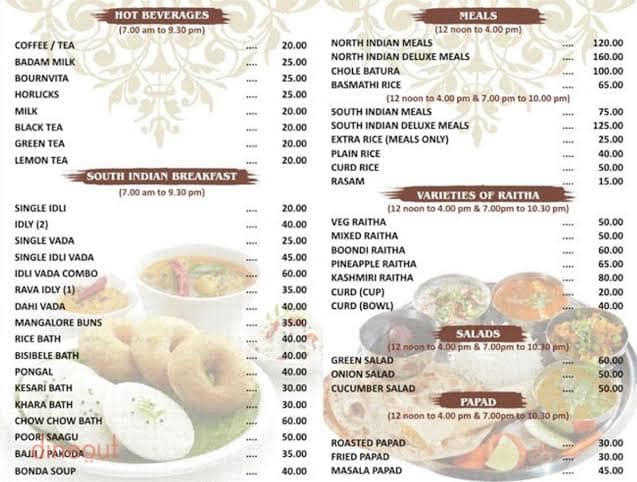 HOT BEVERAGES
(7.00 am to 9.30 pm)
COFFEE / TEA .... 20.00
BADAM MILK .... 25.00
BOURNVITA .... 25.00
HORLICKS .... 25.00
MILK .... 20.00
BLACK TEA .... 20.00
GREEN TEA .... 20.00
LEMON TEA .... 20.00
SOUTH INDIAN BREAKFAST
(7.00 am to 9.30 pm)
SINGLE IDLI .... 20.00
IDLY (2) .... 40.00
SINGLE VADA .... 25.00
SINGLE IDLI VADA .... 45.00
IDLI VADA COMBO .... 60.00
RAVA IDLY (1) .... 35.00
DAHI VADA .... 40.00
MANGALORE BUNS .... 35.00
RICE BATH .... 40.00
BISIBELE BATH .... 40.00
PONGAL .... 40.00
KESARI BATH .... 30.00
KHARA BATH .... 30.00
CHOW CHOW BATH .... 60.00
POORI SAAGU .... 50.00
BAJJI / PAKODA .... 35.00
BONDA SOUP .... 40.00
dineout
MEALS
(12 noon to 4.00 pm)
NORTH INDIAN MEALS .... 120.00
NORTH INDIAN DELUXE MEALS .... 160.00
CHOLE BATURA .... 100.00
BASMATHI RICE .... 65.00
(12 noon to 4.00 pm & 7.00 pm to 10.00 pm)
SOUTH INDIAN MEALS .... 75.00
SOUTH INDIAN DELUXE MEALS .... 125.00
EXTRA RICE (MEALS ONLY) .... 25.00
PLAIN RICE .... 40.00
CURD RICE .... 50.00
RASAM .... 15.00
VARIETIES OF RAITHA
(12 noon to 4.00 pm & 7.00pm to 10.30 pm)
VEG RAITHA .... 50.00
MIXED RAITHA .... 50.00
BOONDI RAITHA .... 60.00
PINEAPPLE RAITHA .... 65.00
KASHMIRI RAITHA .... 80.00
CURD (CUP) .... 20.00
CURD (BOWL) .... 40.00
SALADS
(12 noon to 4.00 pm & 7.00pm to 10.30 pm)
GREEN SALAD .... 60.00
ONION SALAD .... 50.00
CUCUMBER SALAD .... 50.00
PAPAD
(12 noon to 4.00 pm & 7.00pm to 10.30 pm)
ROASTED PAPAD .... 30.00
FRIED PAPAD .... 30.00
MASALA PAPAD .... 45.00